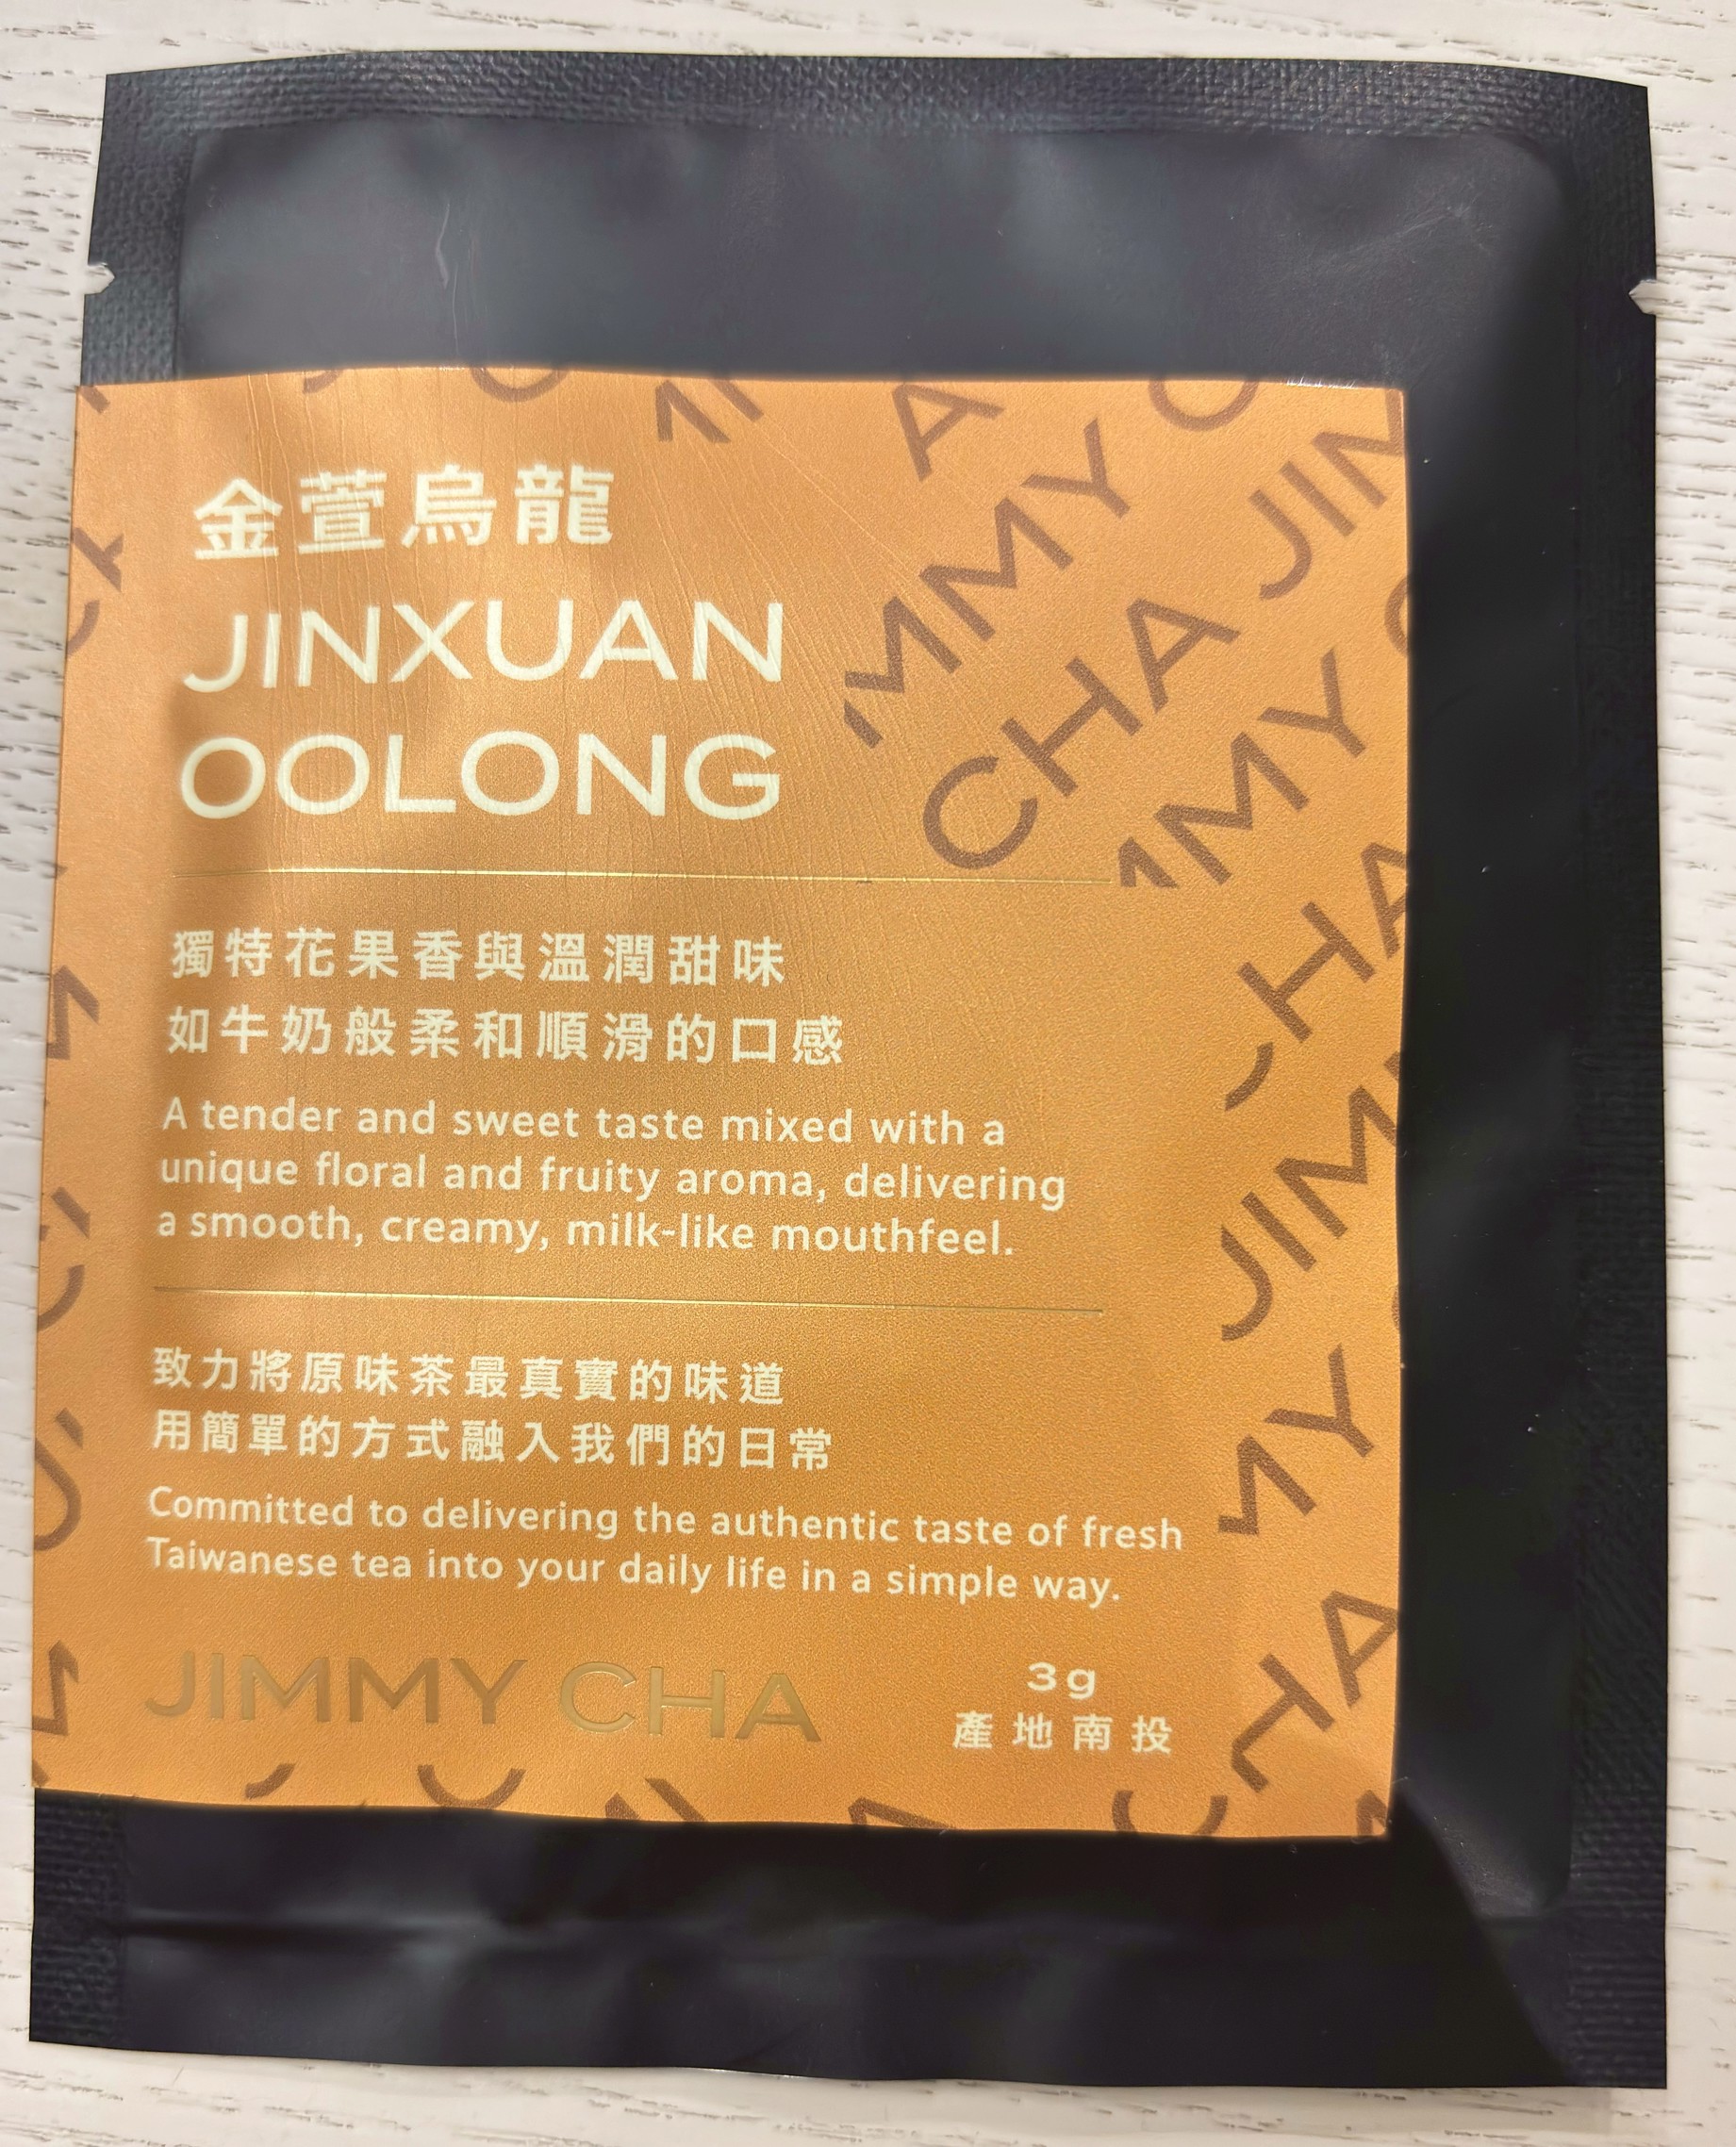 金萱烏龍
JINXUAN
OOLONG
獨特花果香與溫潤甜味
如牛奶般柔和順滑的口感
A tender and sweet taste mixed with a
unique floral and fruity aroma, delivering
a smooth, creamy, milk-like mouthfeel.
致力將原味茶最真實的味道
用簡單的方式融入我們的日常
Committed to delivering the authentic taste of fresh
Taiwanese tea into your daily life in a simple way.
JIMMY CHA
3g
產地南投